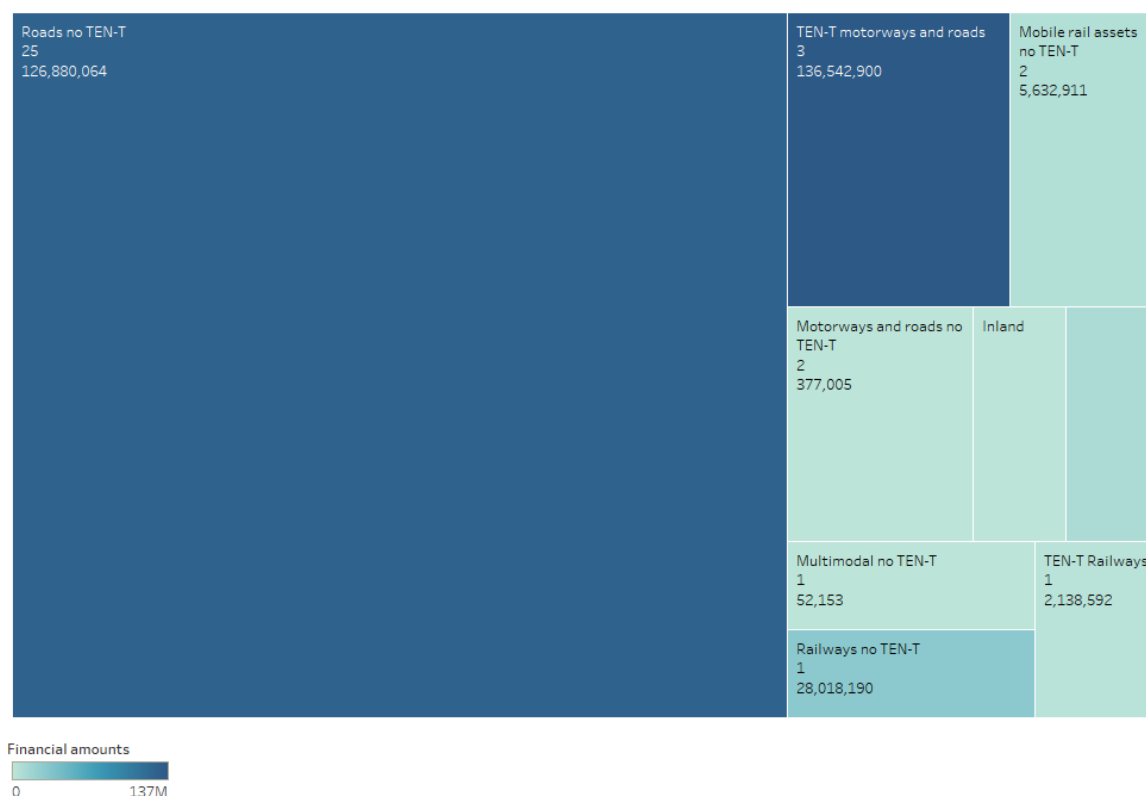 Roads no TEN-T
25
126,880,064
TEN-T motorways and roads
3
136,542,900
Mobile rail assets
no TEN-T
2
5,632,911
Motorways and roads no
TEN-T
2
377,005
Inland
Multimodal no TEN-T
1
52,153
Railways no TEN-T
1
28,018,190
TEN-T Railways
1
2,138,592
Financial amounts
0
137M